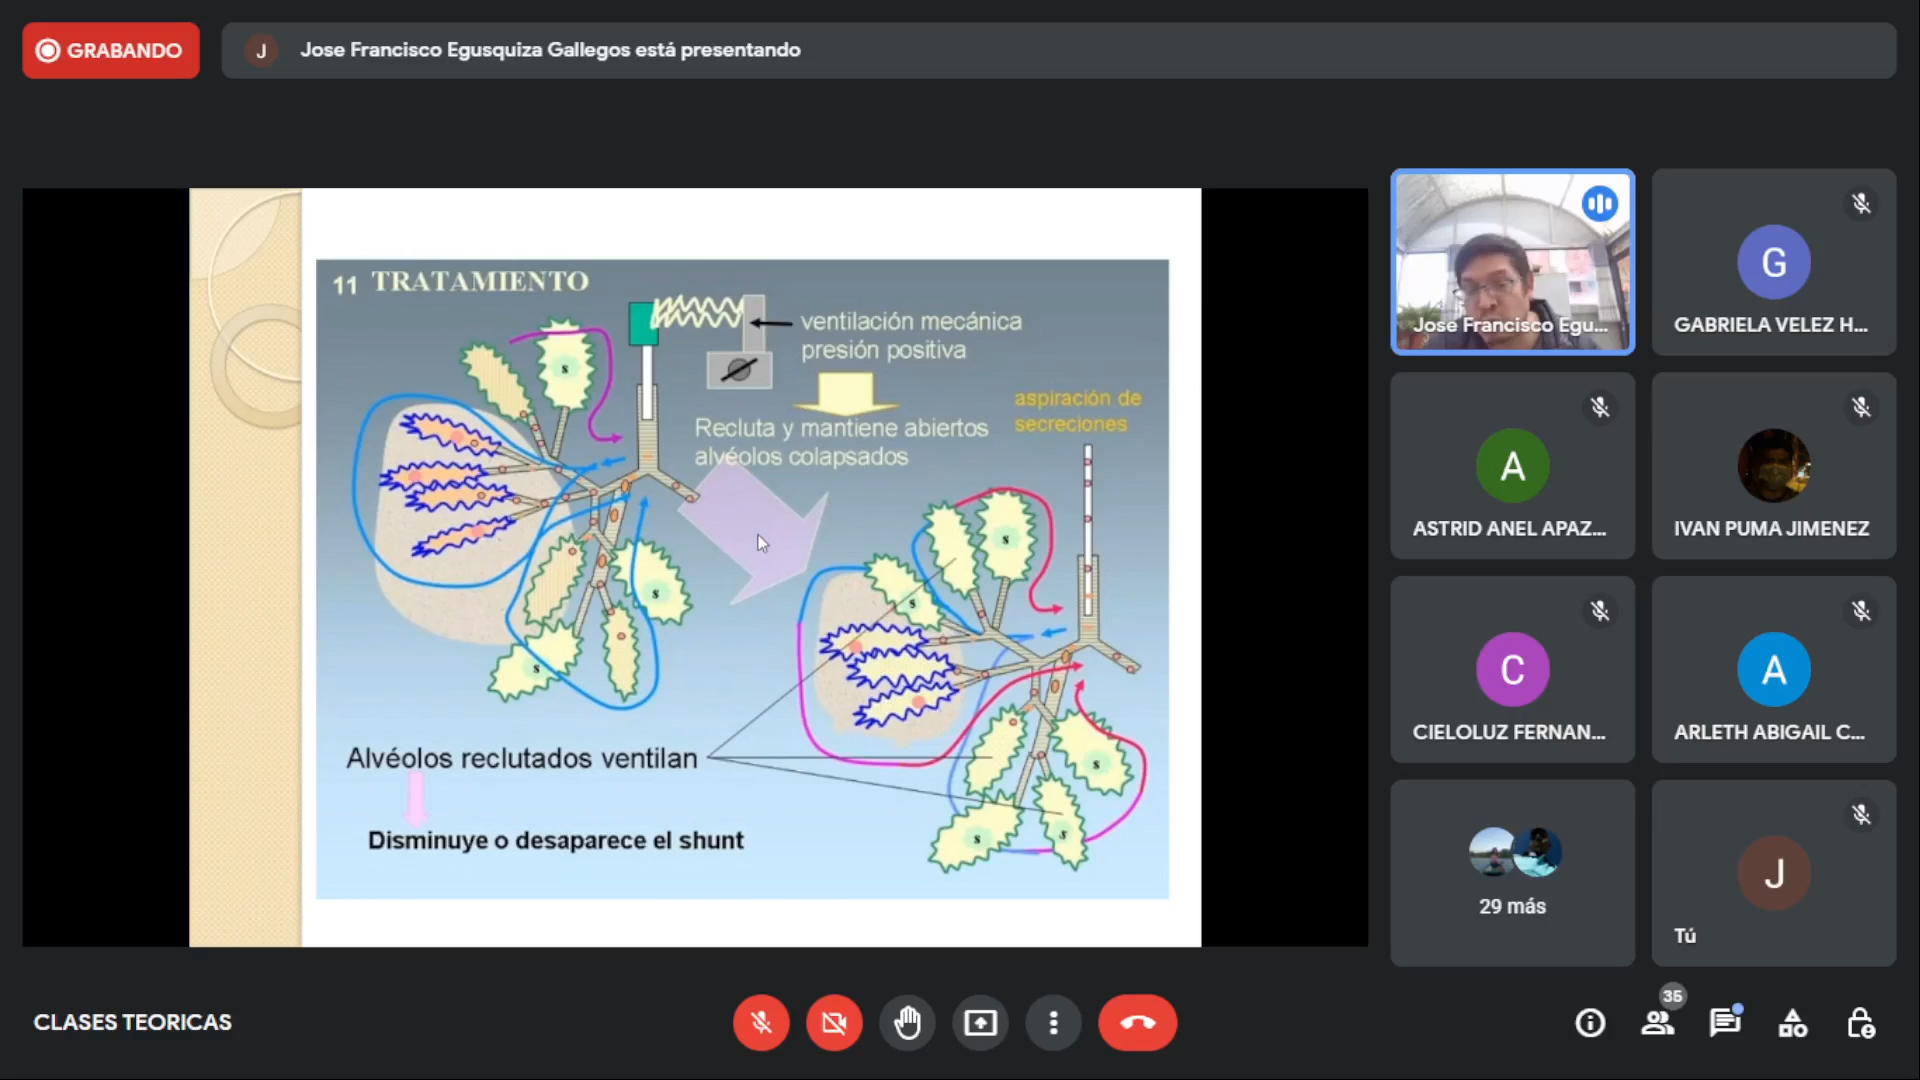 GRABANDO
J
Jose Francisco Egusquiza Gallegos está presentando
11 TRATAMIENTO
ventilación mecánica
presión positiva
aspiración de
secreciones
Recluta y mantiene abiertos
alvéolos colapsados
s
s
s
s
s
s
s
s
Alvéolos reclutados ventilan
Disminuye o desaparece el shunt
Jose Francisco Egu...
G
GABRIELA VELEZ H...
A
ASTRID ANEL APAZ...
IVAN PUMA JIMENEZ
C
CIELOLUZ FERNAN...
A
ARLETH ABIGAIL C...
29 más
J
Tú
CLASES TEORICAS
35